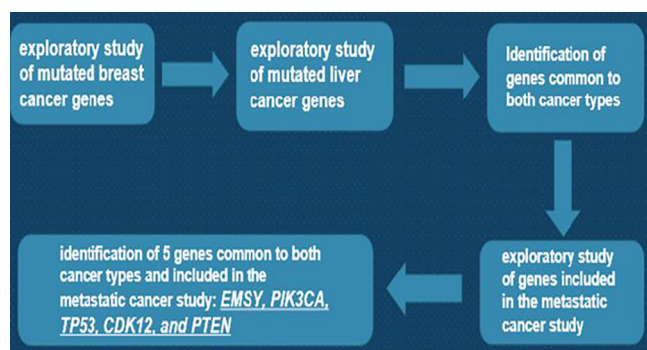 exploratory study
of mutated breast
cancer genes
exploratory study
of mutated liver
cancer genes
Identification of
genes common to
both cancer types
exploratory study
of genes included
in the metastatic
cancer study
identification of 5 genes common to both
cancer types and included in the
metastatic cancer study: EMSY, PIK3CA,
TP53, CDK12, and PTEN